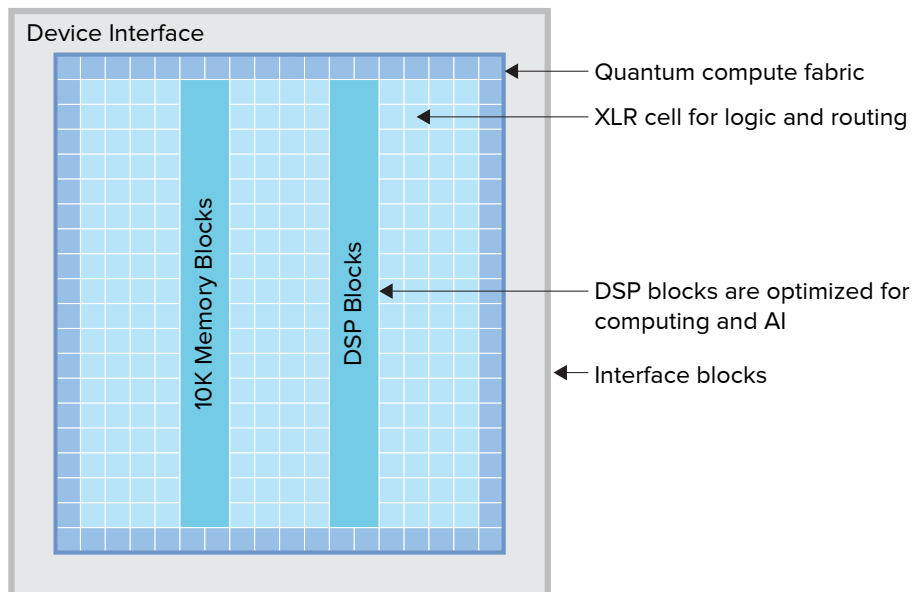 Device Interface
Quantum compute fabric
XLR cell for logic and routing
10K Memory Blocks
DSP Blocks
DSP blocks are optimized for
computing and AI
Interface blocks